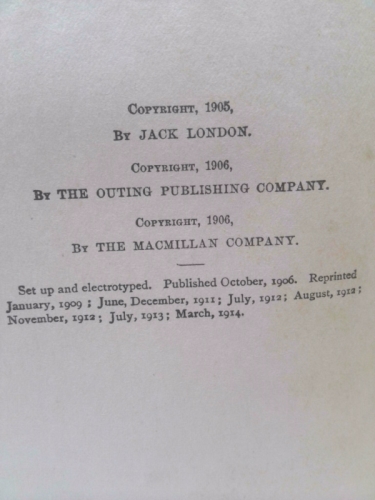 COPYRIGHT, 1905,
BY JACK LONDON.
COPYRIGHT, 1906,
BY THE OUTING PUBLISHING COMPANY.
COPYRIGHT, 1906,
BY THE MACMILLAN COMPANY.
Set up and electrotyped. Published October, 1906. Reprinted
January, 1909; June, December, 1911; July, 1912; August, 1912;
November, 1912; July, 1913; March, 1914.